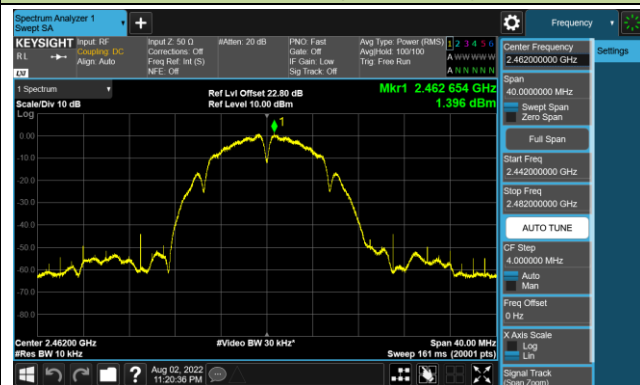 Spectrum Analyzer 1
Swept SA
Frequency
KEYSIGHT Input: RF Input Z: 50 Ω #Atten: 20 dB PNO: Fast Avg Type: Power (RMS) 1 2 3 4 5 6
RL Coupling: DC Corrections: Off Gate: Off Avg|Hold: 100/100 A W W W W W
Align: Auto Freq Ref: Int (S) IF Gain: Low Trig: Free Run
NFE: Off Sig Track: Off A N N N N N
LXI
1 Spectrum
Scale/Div 10 dB
Ref Lvl Offset 22.80 dB
Ref Level 10.00 dBm
Mkr1 2.462 654 GHz
1.396 dBm
Log
1
0.00
-10.0
-20.0
-30.0
-40.0
-50.0
-60.0
-70.0
-80.0
Center 2.46200 GHz #Video BW 30 kHz* Span 40.00 MHz
#Res BW 10 kHz Sweep 161 ms (20001 pts)
Aug 02, 2022
11:20:36 PM
Center Frequency
2.462000000 GHz
Settings
Span
40.0000000 MHz
Swept Span
Zero Span
Full Span
Start Freq
2.442000000 GHz
Stop Freq
2.482000000 GHz
AUTO TUNE
CF Step
4.000000 MHz
Auto
Man
Freq Offset
0 Hz
X Axis Scale
Log
Lin
Signal Track
(Span Zoom)